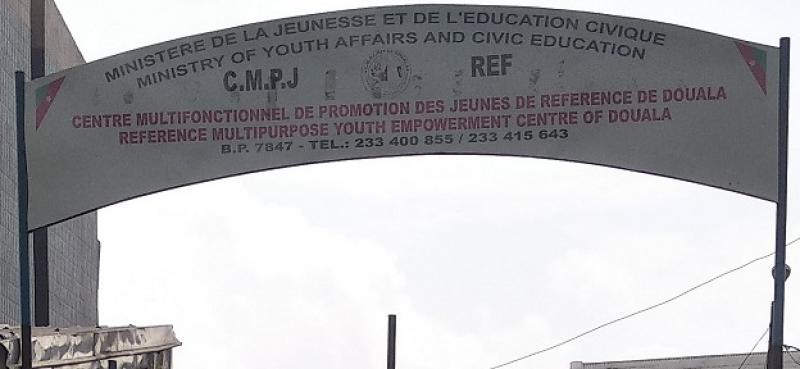 MINISTERE DE LA JEUNESSE ET DE L'EDUCATION CIVIQUE
MINISTRY OF YOUTH AFFAIRS AND CIVIC EDUCATION
C.M.P.J REF
CENTRE MULTIFONCTIONNEL DE PROMOTION DES JEUNES DE REFERENCE DE DOUALA
REFERENCE MULTIPURPOSE YOUTH EMPOWERMENT CENTRE OF DOUALA
B.P. 7847 - TEL.: 233 400 855 / 233 415 643